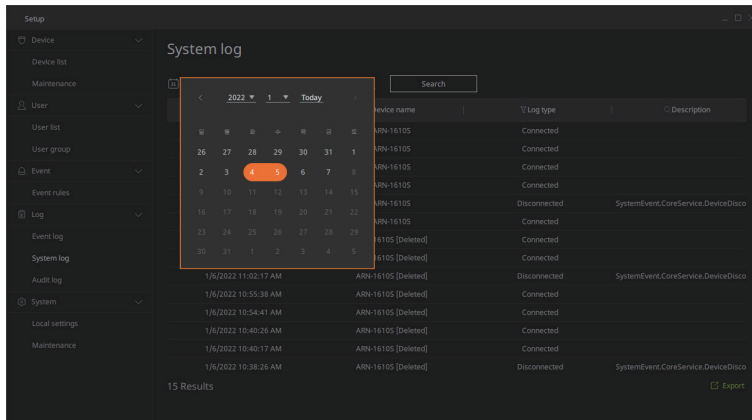 Setup
Device
Device list
Maintenance
User
User list
User group
Event
Event rules
Log
Event log
System log
Audit log
System
Local settings
Maintenance
System log
Search
2022 1 Today
일 월 화 수 목 금 토
26 27 28 29 30 31 1
2 3 4 5 6 7 8
9 10 11 12 13 14 15
16 17 18 19 20 21 22
23 24 25 26 27 28 29
30 31 1 2 3 4 5
Device name Log type Description
ARN-1610S Connected
ARN-1610S Connected
ARN-1610S Connected
ARN-1610S Connected
ARN-1610S Disconnected SystemEvent.CoreService.DeviceDisco
ARN-1610S Connected
ARN-1610S [Deleted] Connected
ARN-1610S [Deleted] Connected
1/6/2022 11:02:17 AM ARN-1610S [Deleted] Disconnected SystemEvent.CoreService.DeviceDisco
1/6/2022 10:55:38 AM ARN-1610S [Deleted] Connected
1/6/2022 10:54:41 AM ARN-1610S [Deleted] Connected
1/6/2022 10:40:26 AM ARN-1610S [Deleted] Connected
1/6/2022 10:40:17 AM ARN-1610S [Deleted] Connected
1/6/2022 10:38:26 AM ARN-1610S [Deleted] Disconnected SystemEvent.CoreService.DeviceDisco
15 Results
Export